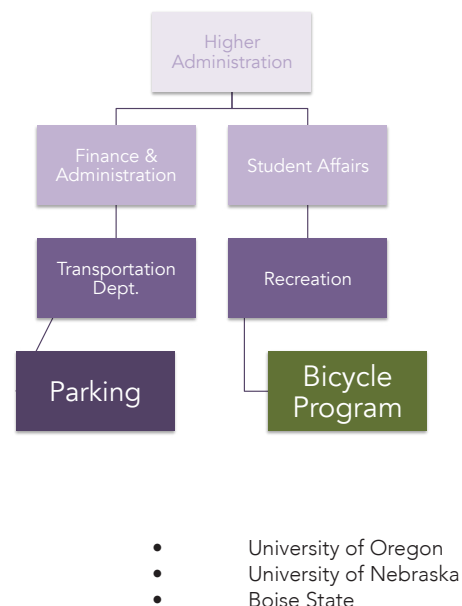 Higher
Administration
Finance &
Administration
Student Affairs
Transportation
Dept.
Recreation
Parking
Bicycle
Program
• University of Oregon
• University of Nebraska
• Boise State